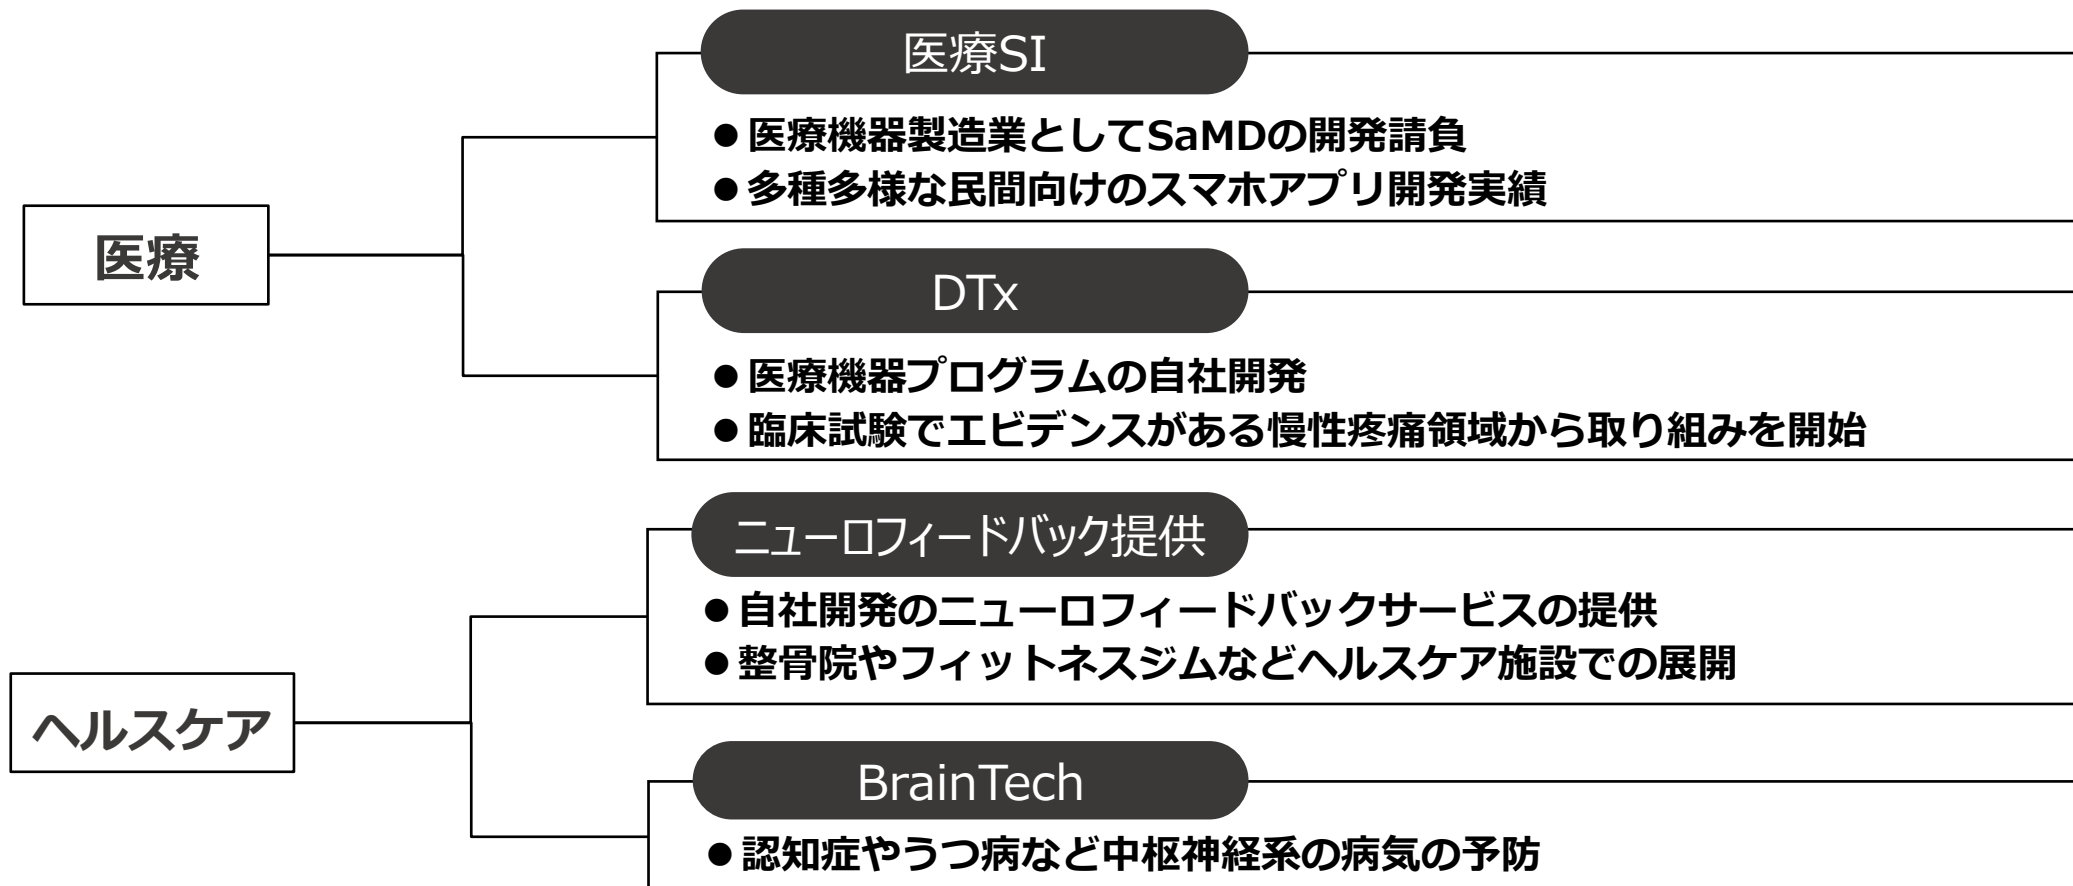 医療SI
●医療機器製造業としてSaMDの開発請負
●多種多様な民間向けのスマホアプリ開発実績
医療
DTx
●医療機器プログラムの自社開発
●臨床試験でエビデンスがある慢性疼痛領域から取り組みを開始
ニューロフィードバック提供
●自社開発のニューロフィードバックサービスの提供
●整骨院やフィットネスジムなどヘルスケア施設での展開
ヘルスケア
BrainTech
●認知症やうつ病など中枢神経系の病気の予防